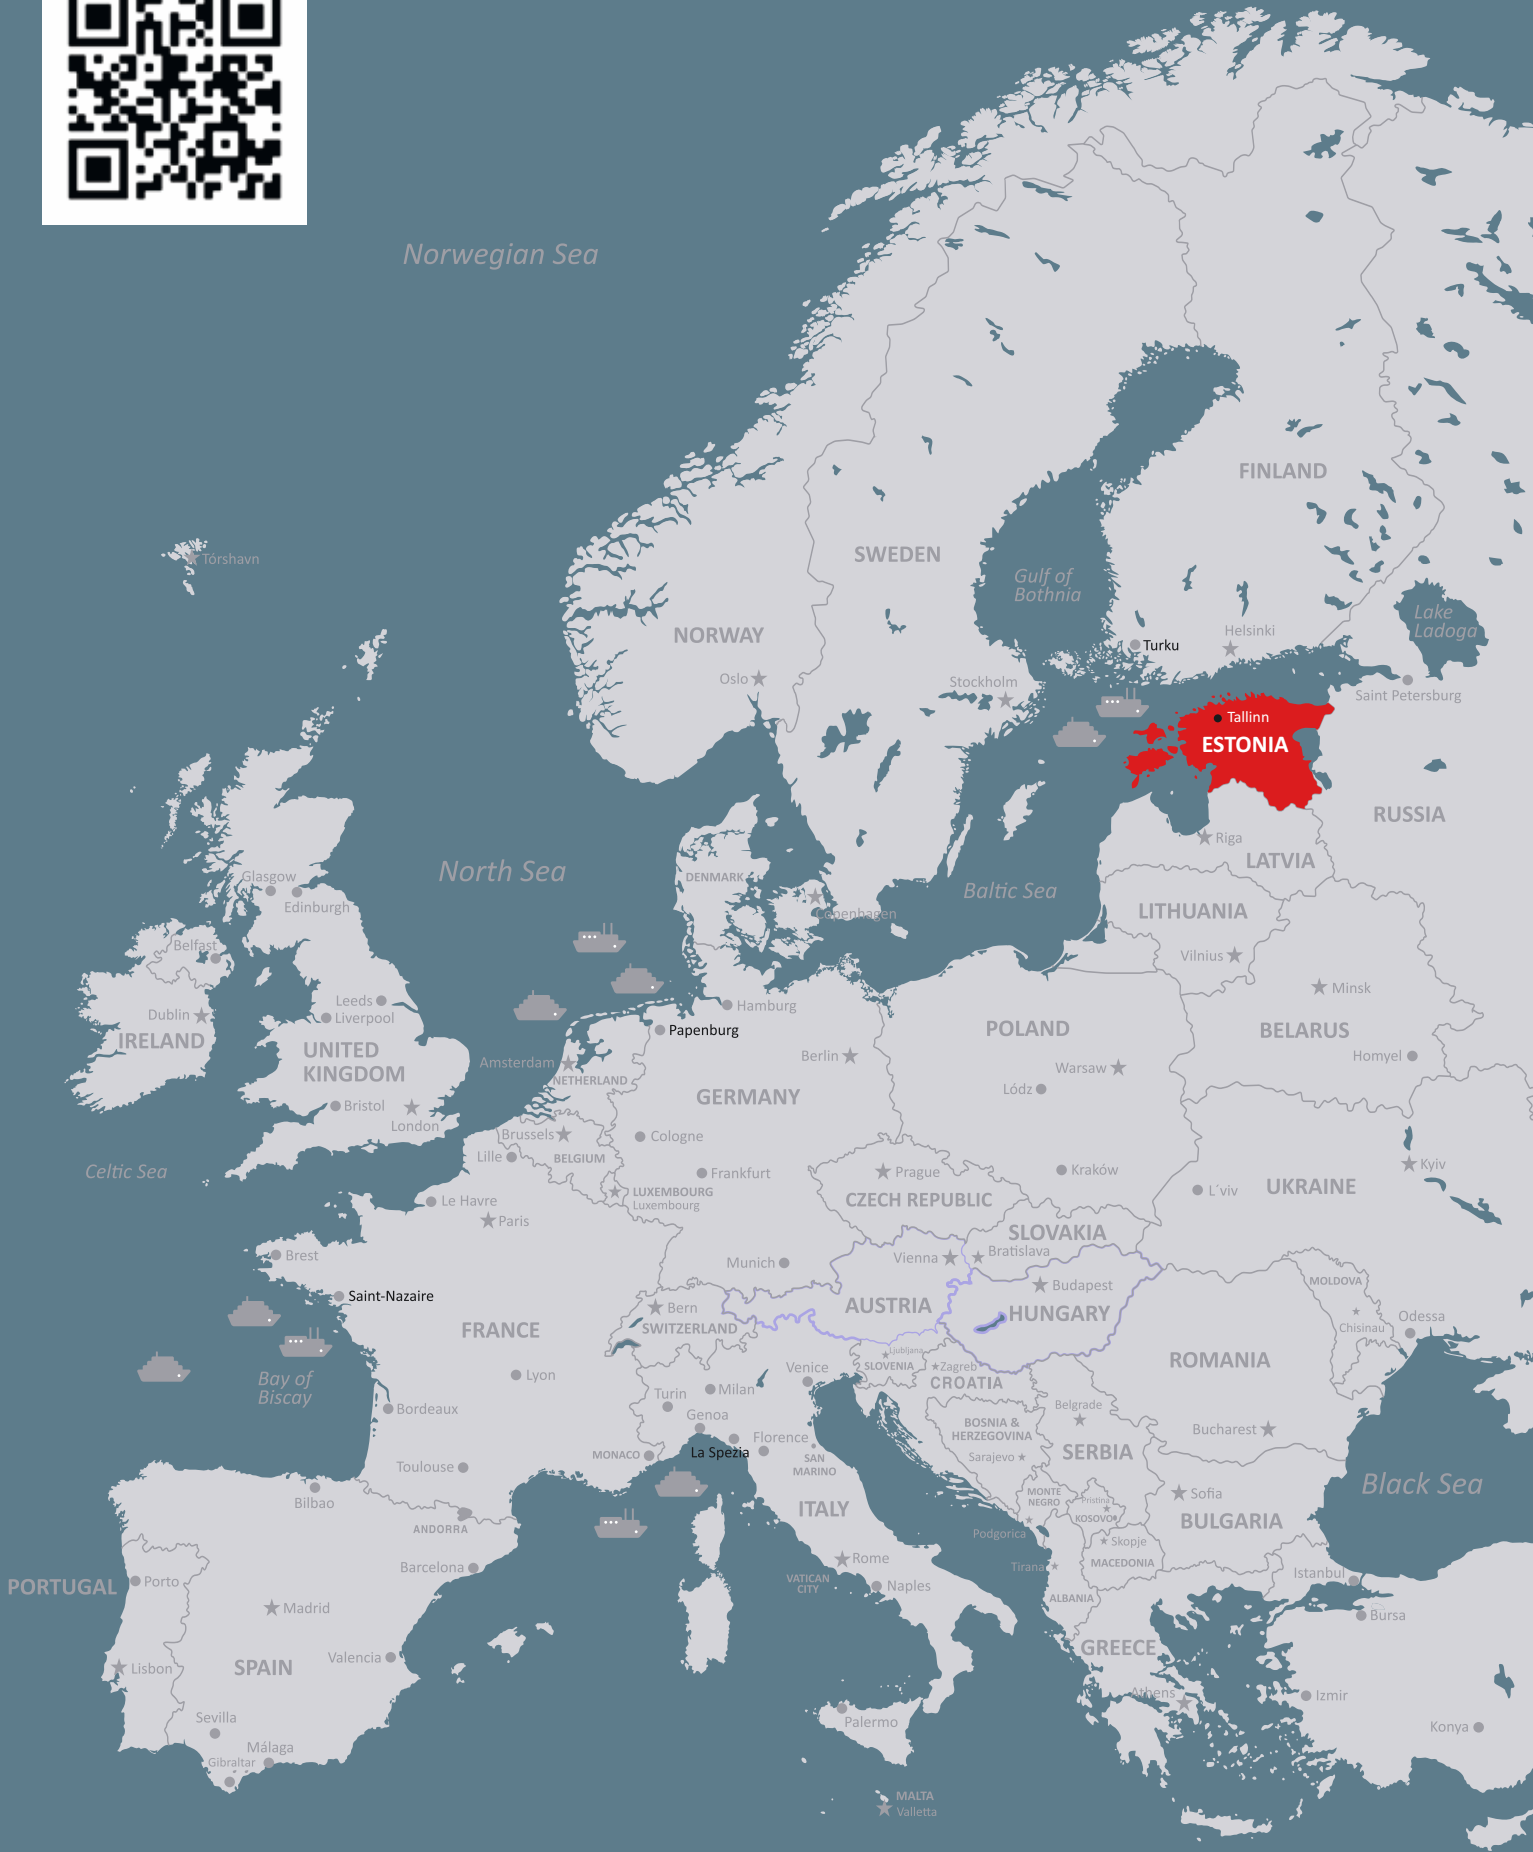 Norwegian Sea
FINLAND
Tórshavn
SWEDEN
Gulf of
Bothnia
Lake
Ladoga
NORWAY
Helsinki
Turku
Oslo
Stockholm
Saint Petersburg
Tallinn
ESTONIA
RUSSIA
Riga
LATVIA
North Sea
Glasgow
DENMARK
Baltic Sea
Edinburgh
Copenhagen
LITHUANIA
Belfast
Vilnius
Minsk
Leeds
Hamburg
Dublin
Liverpool
IRELAND
Papenburg
POLAND
BELARUS
UNITED
KINGDOM
Amsterdam
Berlin
Homyel
Warsaw
NETHERLAND
Lódz
GERMANY
Bristol
London
Brussels
Cologne
Lille
BELGIUM
Celtic Sea
Frankfurt
Prague
Kraków
Kyiv
LUXEMBOURG
Luxembourg
CZECH REPUBLIC
L´viv
UKRAINE
Le Havre
Paris
SLOVAKIA
Brest
Munich
Vienna
Bratislava
Budapest
MOLDOVA
Saint-Nazaire
Bern
AUSTRIA
HUNGARY
Odessa
SWITZERLAND
FRANCE
Chisinau
Ljubljana
SLOVENIA
Zagreb
ROMANIA
Venice
Bay of
Biscay
Lyon
CROATIA
Turin
Milan
Belgrade
Bordeaux
Genoa
BOSNIA &
HERZEGOVINA
Bucharest
Florence
La Spezia
SERBIA
MONACO
SAN
MARINO
Sarajevo
Toulouse
Black Sea
Bilbao
MONTE
NEGRO
Sofia
Pristina
ITALY
KOSOVO
BULGARIA
ANDORRA
Podgorica
Skopje
Rome
MACEDONIA
Barcelona
Tirana
Istanbul
PORTUGAL
Porto
VATICAN
CITY
Naples
ALBANIA
Madrid
Bursa
GREECE
Valencia
Lisbon
SPAIN
Athens
Izmir
Sevilla
Palermo
Konya
Málaga
Gibraltar
MALTA
Valletta